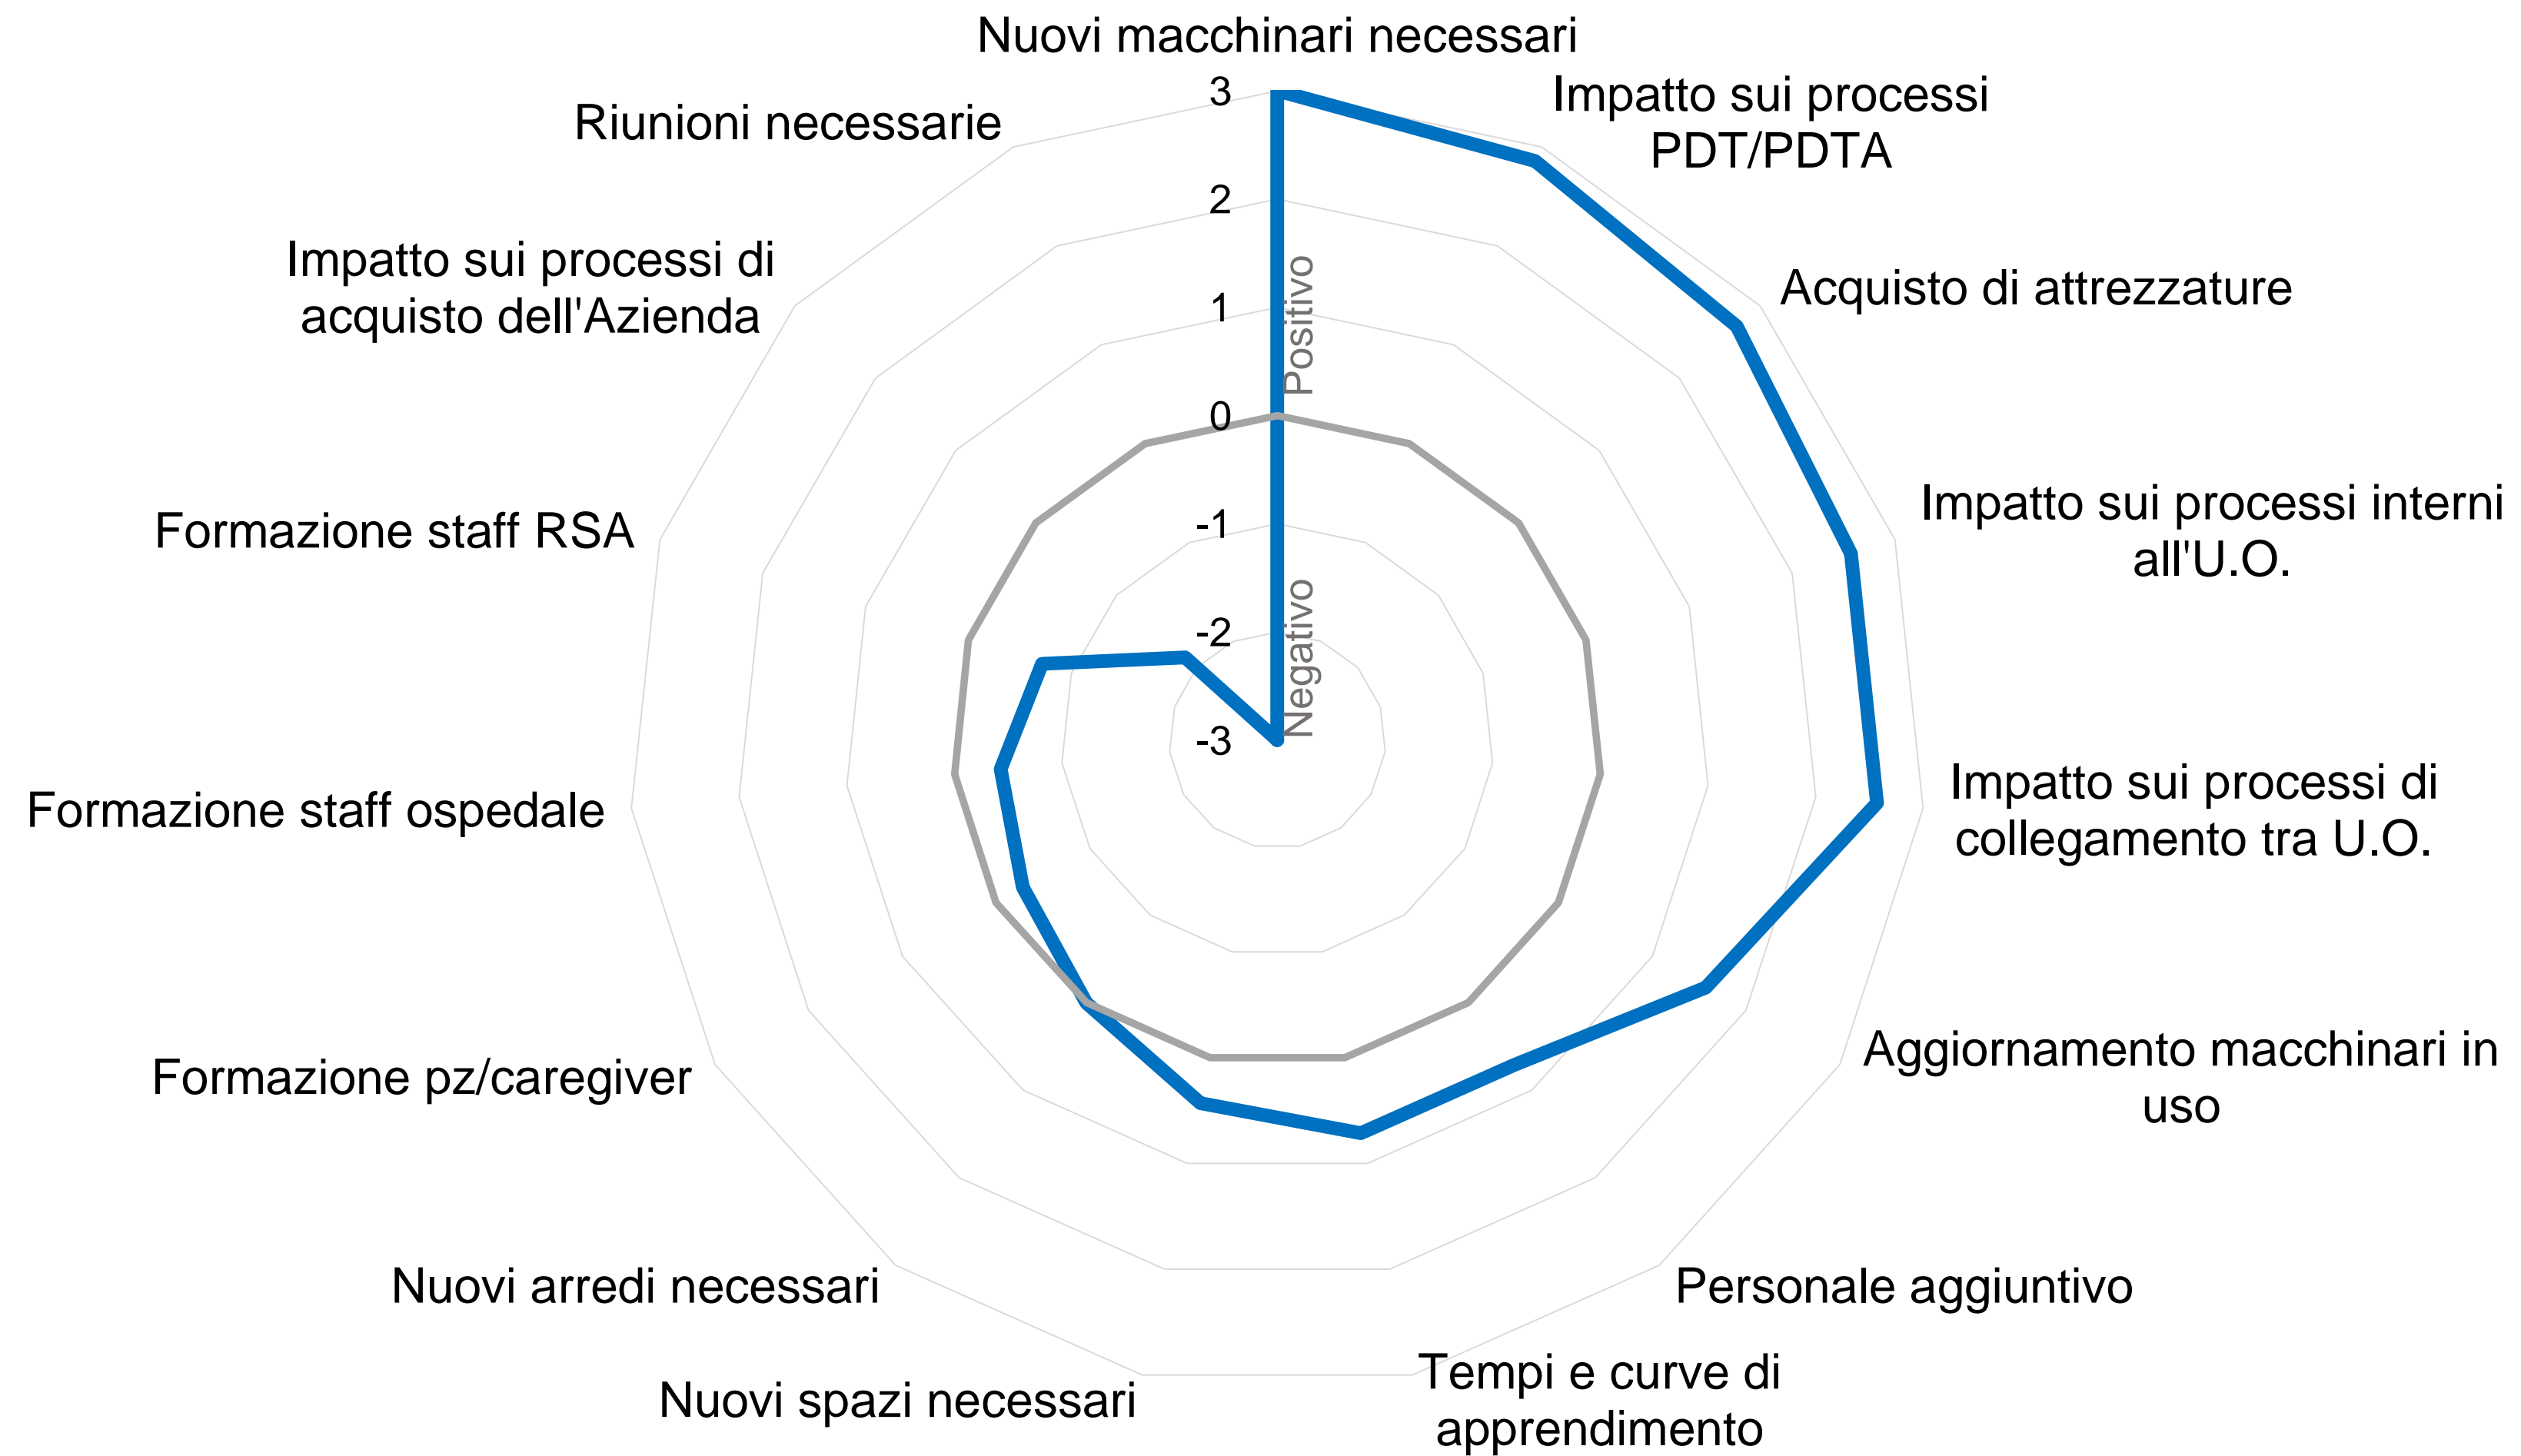 Nuovi macchinari necessari
Impatto sui processi
PDT/PDTA
Acquisto di attrezzature
Impatto sui processi interni
all'U.O.
Impatto sui processi di
collegamento tra U.O.
Aggiornamento macchinari in
uso
Personale aggiuntivo
Tempi e curve di
apprendimento
Nuovi spazi necessari
Nuovi arredi necessari
Formazione pz/caregiver
Formazione staff ospedale
Formazione staff RSA
Impatto sui processi di
acquisto dell'Azienda
Riunioni necessarie
3
2
1
0
-1
-2
-3
Positivo
Negativo